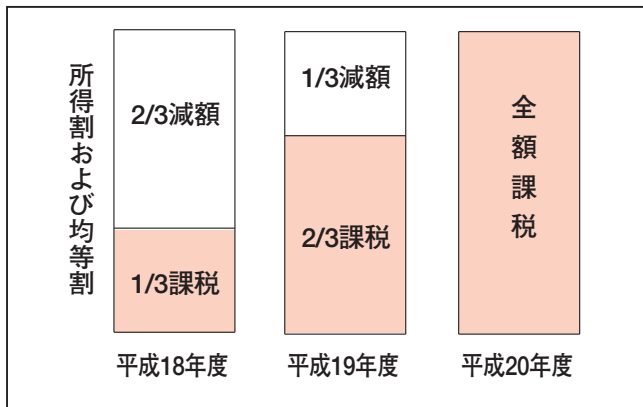 所得割および均等割
2/3減額
1/3課税
平成18年度
1/3減額
2/3課税
平成19年度
全額課税
平成20年度